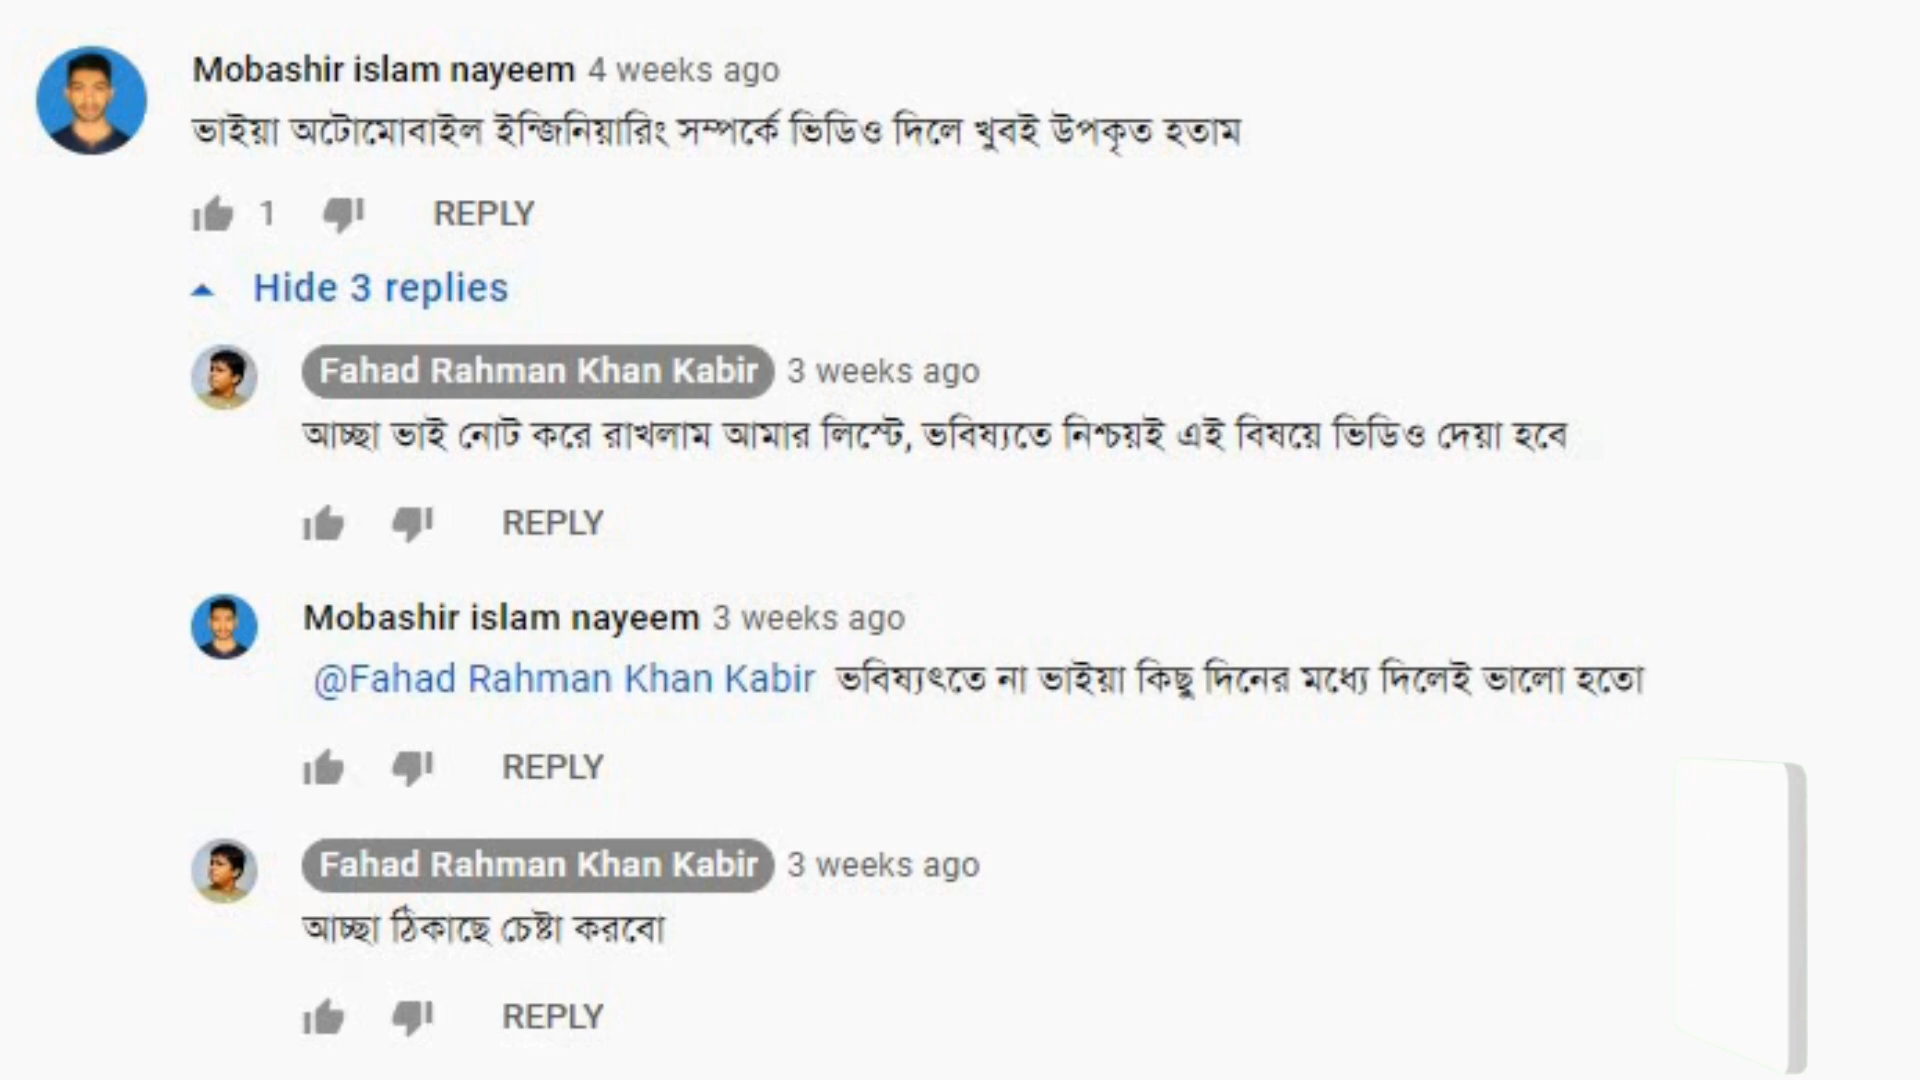 Mobashir islam nayeem 4 weeks ago
ভাইয়া অটোমোবাইল ইন্জিনিয়ারিং সম্পর্কে ভিডিও দিলে খুবই উপকৃত হতাম
1 REPLY
Hide 3 replies
Fahad Rahman Khan Kabir 3 weeks ago
আচ্ছা ভাই নোট করে রাখলাম আমার লিস্টে, ভবিষ্যতে নিশ্চয়ই এই বিষয়ে ভিডিও দেয়া হবে
REPLY
Mobashir islam nayeem 3 weeks ago
@Fahad Rahman Khan Kabir ভবিষ্যৎতে না ভাইয়া কিছু দিনের মধ্যে দিলেই ভালো হতো
REPLY
Fahad Rahman Khan Kabir 3 weeks ago
আচ্ছা ঠিকাছে চেষ্টা করবো
REPLY